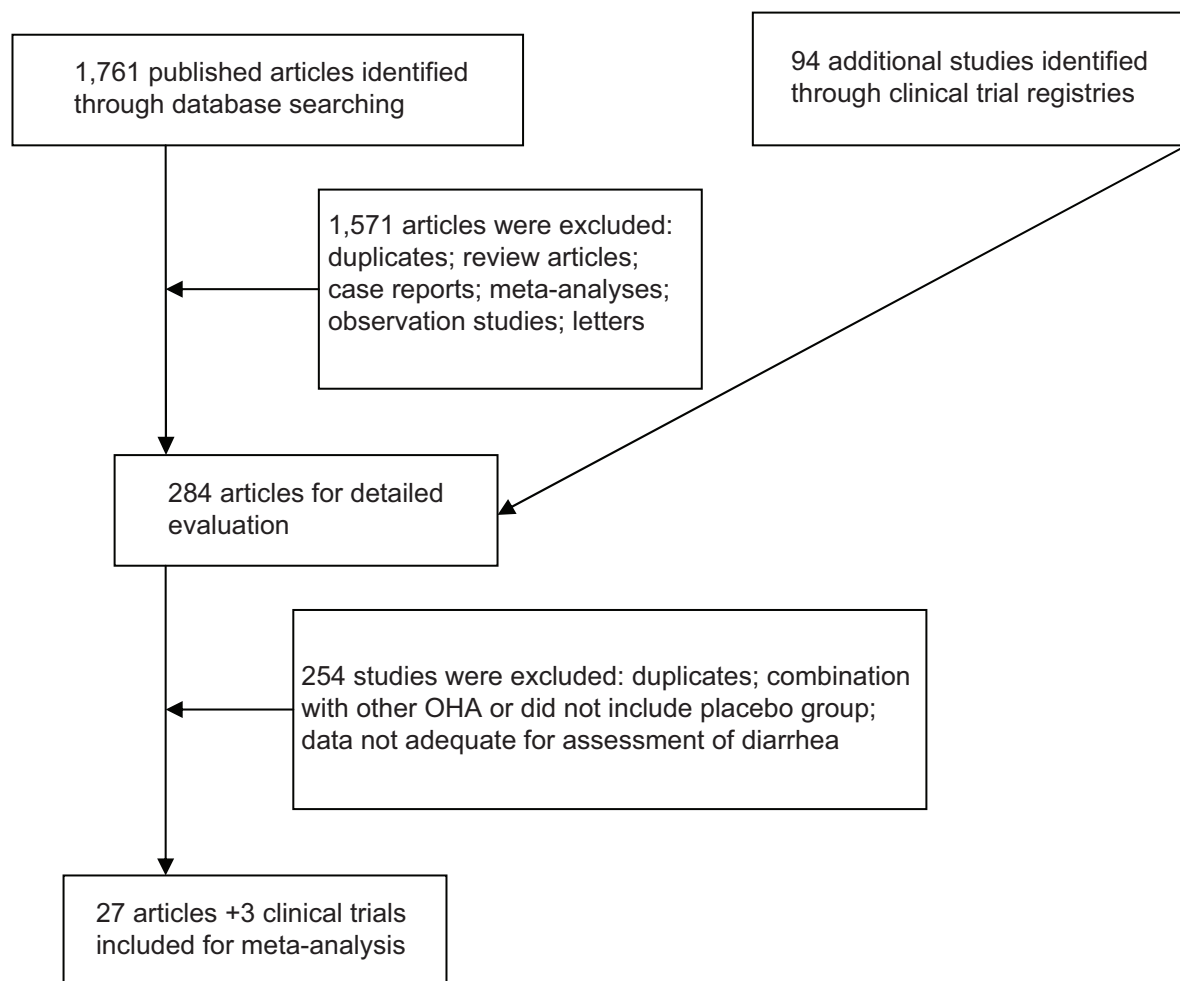 1,761 published articles identified
through database searching
94 additional studies identified
through clinical trial registries
1,571 articles were excluded:
duplicates; review articles;
case reports; meta-analyses;
observation studies; letters
284 articles for detailed
evaluation
254 studies were excluded: duplicates; combination
with other OHA or did not include placebo group;
data not adequate for assessment of diarrhea
27 articles +3 clinical trials
included for meta-analysis